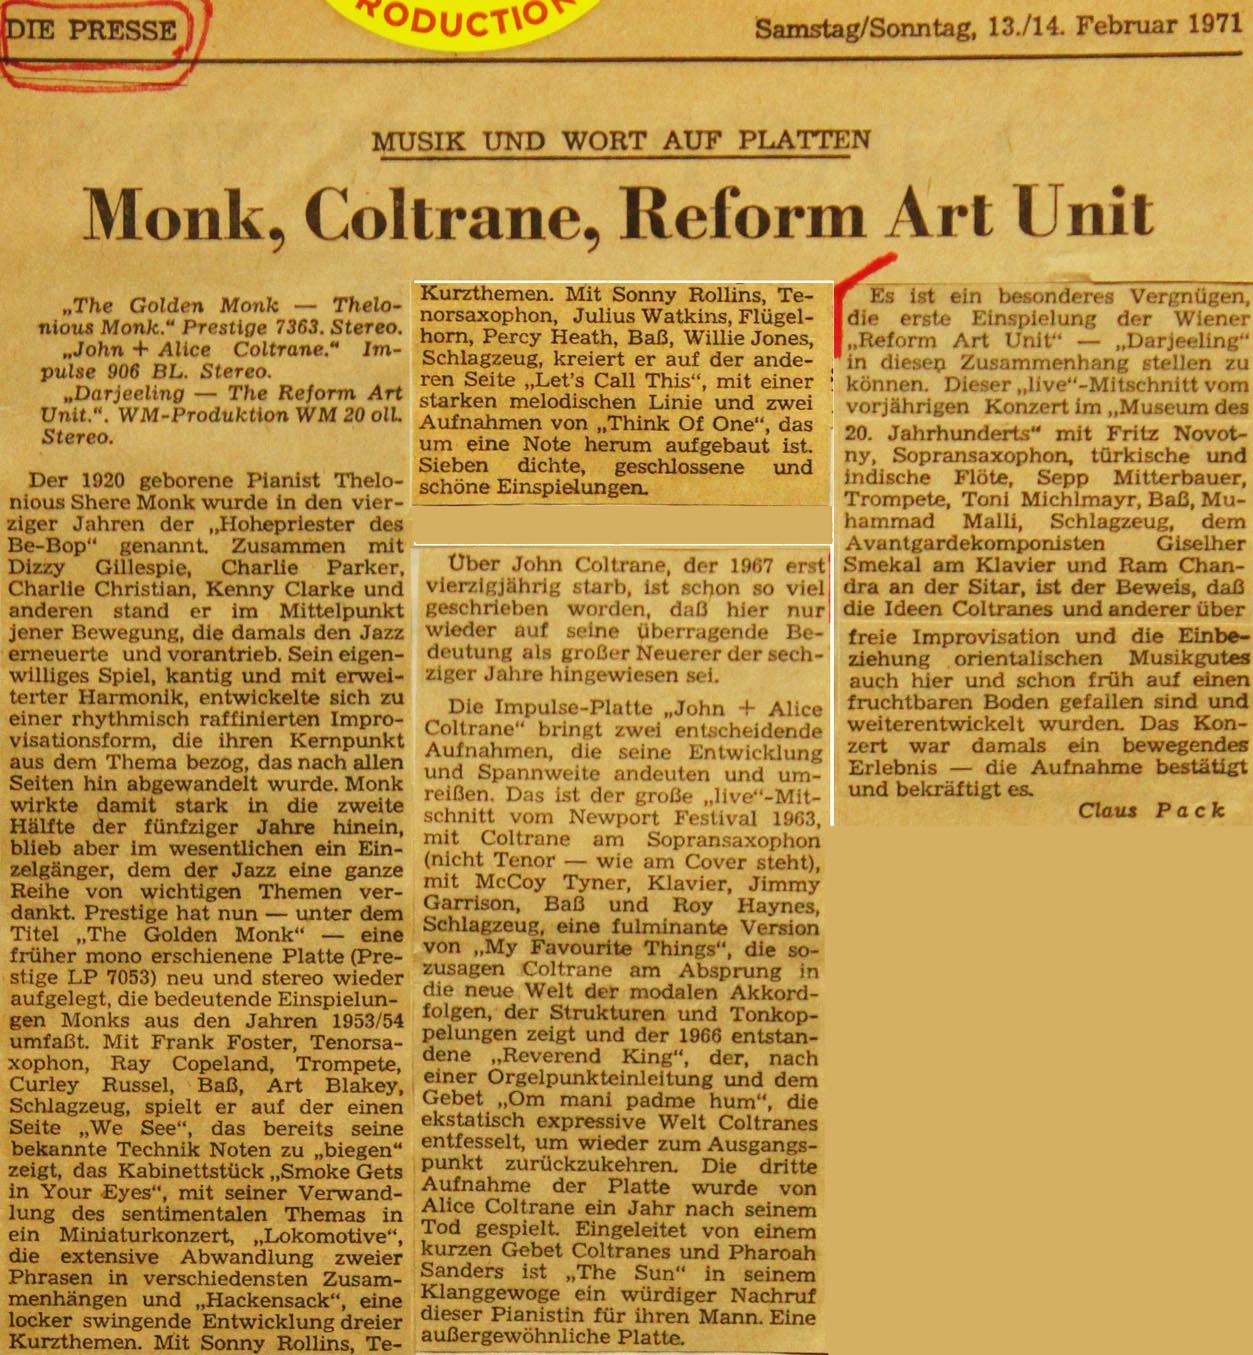 RODUCTION
DIE PRESSE
Samstag/Sonntag, 13./14. Februar 1971
MUSIK UND WORT AUF PLATTEN
Monk, Coltrane, Reform Art Unit
„The Golden Monk — Thelo-
nious Monk.“ Prestige 7363. Stereo.
„John + Alice Coltrane.“ Im-
pulse 906 BL. Stereo.
„Darjeeling — The Reform Art
Unit.“. WM-Produktion WM 20 oll.
Stereo.
Der 1920 geborene Pianist Thelo-
nious Shere Monk wurde in den vier-
ziger Jahren der „Hohepriester des
Be-Bop“ genannt. Zusammen mit
Dizzy Gillespie, Charlie Parker,
Charlie Christian, Kenny Clarke und
anderen stand er im Mittelpunkt
jener Bewegung, die damals den Jazz
erneuerte und vorantrieb. Sein eigen-
williges Spiel, kantig und mit erwei-
terter Harmonik, entwickelte sich zu
einer rhythmisch raffinierten Impro-
visationsform, die ihren Kernpunkt
aus dem Thema bezog, das nach allen
Seiten hin abgewandelt wurde. Monk
wirkte damit stark in die zweite
Hälfte der fünfziger Jahre hinein,
blieb aber im wesentlichen ein Ein-
zelgänger, dem der Jazz eine ganze
Reihe von wichtigen Themen ver-
dankt. Prestige hat nun — unter dem
Titel „The Golden Monk“ — eine
früher mono erschienene Platte (Pre-
stige LP 7053) neu und stereo wieder
aufgelegt, die bedeutende Einspielun-
gen Monks aus den Jahren 1953/54
umfaßt. Mit Frank Foster, Tenorsa-
xophon, Ray Copeland, Trompete,
Curley Russel, Baß, Art Blakey,
Schlagzeug, spielt er auf der einen
Seite „We See“, das bereits seine
bekannte Technik Noten zu „biegen“
zeigt, das Kabinettstück „Smoke Gets
in Your Eyes“, mit seiner Verwand-
lung des sentimentalen Themas in
ein Miniaturkonzert, „Lokomotive“,
die extensive Abwandlung zweier
Phrasen in verschiedensten Zusam-
menhängen und „Hackensack“, eine
locker swingende Entwicklung dreier
Kurzthemen. Mit Sonny Rollins, Te-
Kurzthemen. Mit Sonny Rollins, Te-
norsaxophon, Julius Watkins, Flügel-
horn, Percy Heath, Baß, Willie Jones,
Schlagzeug, kreiert er auf der ande-
ren Seite „Let's Call This“, mit einer
starken melodischen Linie und zwei
Aufnahmen von „Think Of One“, das
um eine Note herum aufgebaut ist.
Sieben dichte, geschlossene und
schöne Einspielungen.
Über John Coltrane, der 1967 erst
vierzigjährig starb, ist schon so viel
geschrieben worden, daß hier nur
wieder auf seine überragende Be-
deutung als großer Neuerer der sech-
ziger Jahre hingewiesen sei.
Die Impulse-Platte „John + Alice
Coltrane“ bringt zwei entscheidende
Aufnahmen, die seine Entwicklung
und Spannweite andeuten und um-
reißen. Das ist der große „live“-Mit-
schnitt vom Newport Festival 1963,
mit Coltrane am Sopransaxophon
(nicht Tenor — wie am Cover steht),
mit McCoy Tyner, Klavier, Jimmy
Garrison, Baß und Roy Haynes,
Schlagzeug, eine fulminante Version
von „My Favourite Things“, die so-
zusagen Coltrane am Absprung in
die neue Welt der modalen Akkord-
folgen, der Strukturen und Tonkop-
pelungen zeigt und der 1966 entstan-
dene „Reverend King“, der, nach
einer Orgelpunkteinleitung und dem
Gebet „Om mani padme hum“, die
ekstatisch expressive Welt Coltranes
entfesselt, um wieder zum Ausgangs-
punkt zurückzukehren. Die dritte
Aufnahme der Platte wurde von
Alice Coltrane ein Jahr nach seinem
Tod gespielt. Eingeleitet von einem
kurzen Gebet Coltranes und Pharoah
Sanders ist „The Sun“ in seinem
Klanggewoge ein würdiger Nachruf
dieser Pianistin für ihren Mann. Eine
außergewöhnliche Platte.
Es ist ein besonderes Vergnügen,
die erste Einspielung der Wiener
„Reform Art Unit“ — „Darjeeling“
in diesen Zusammenhang stellen zu
können. Dieser „live“-Mitschnitt vom
vorjährigen Konzert im „Museum des
20. Jahrhunderts“ mit Fritz Novot-
ny, Sopransaxophon, türkische und
indische Flöte, Sepp Mitterbauer,
Trompete, Toni Michlmayr, Baß, Mu-
hammad Malli, Schlagzeug, dem
Avantgardekomponisten Giselher
Smekal am Klavier und Ram Chan-
dra an der Sitar, ist der Beweis, daß
die Ideen Coltranes und anderer über
freie Improvisation und die Einbe-
ziehung orientalischen Musikgutes
auch hier und schon früh auf einen
fruchtbaren Boden gefallen sind und
weiterentwickelt wurden. Das Kon-
zert war damals ein bewegendes
Erlebnis — die Aufnahme bestätigt
und bekräftigt es.
Claus Pack